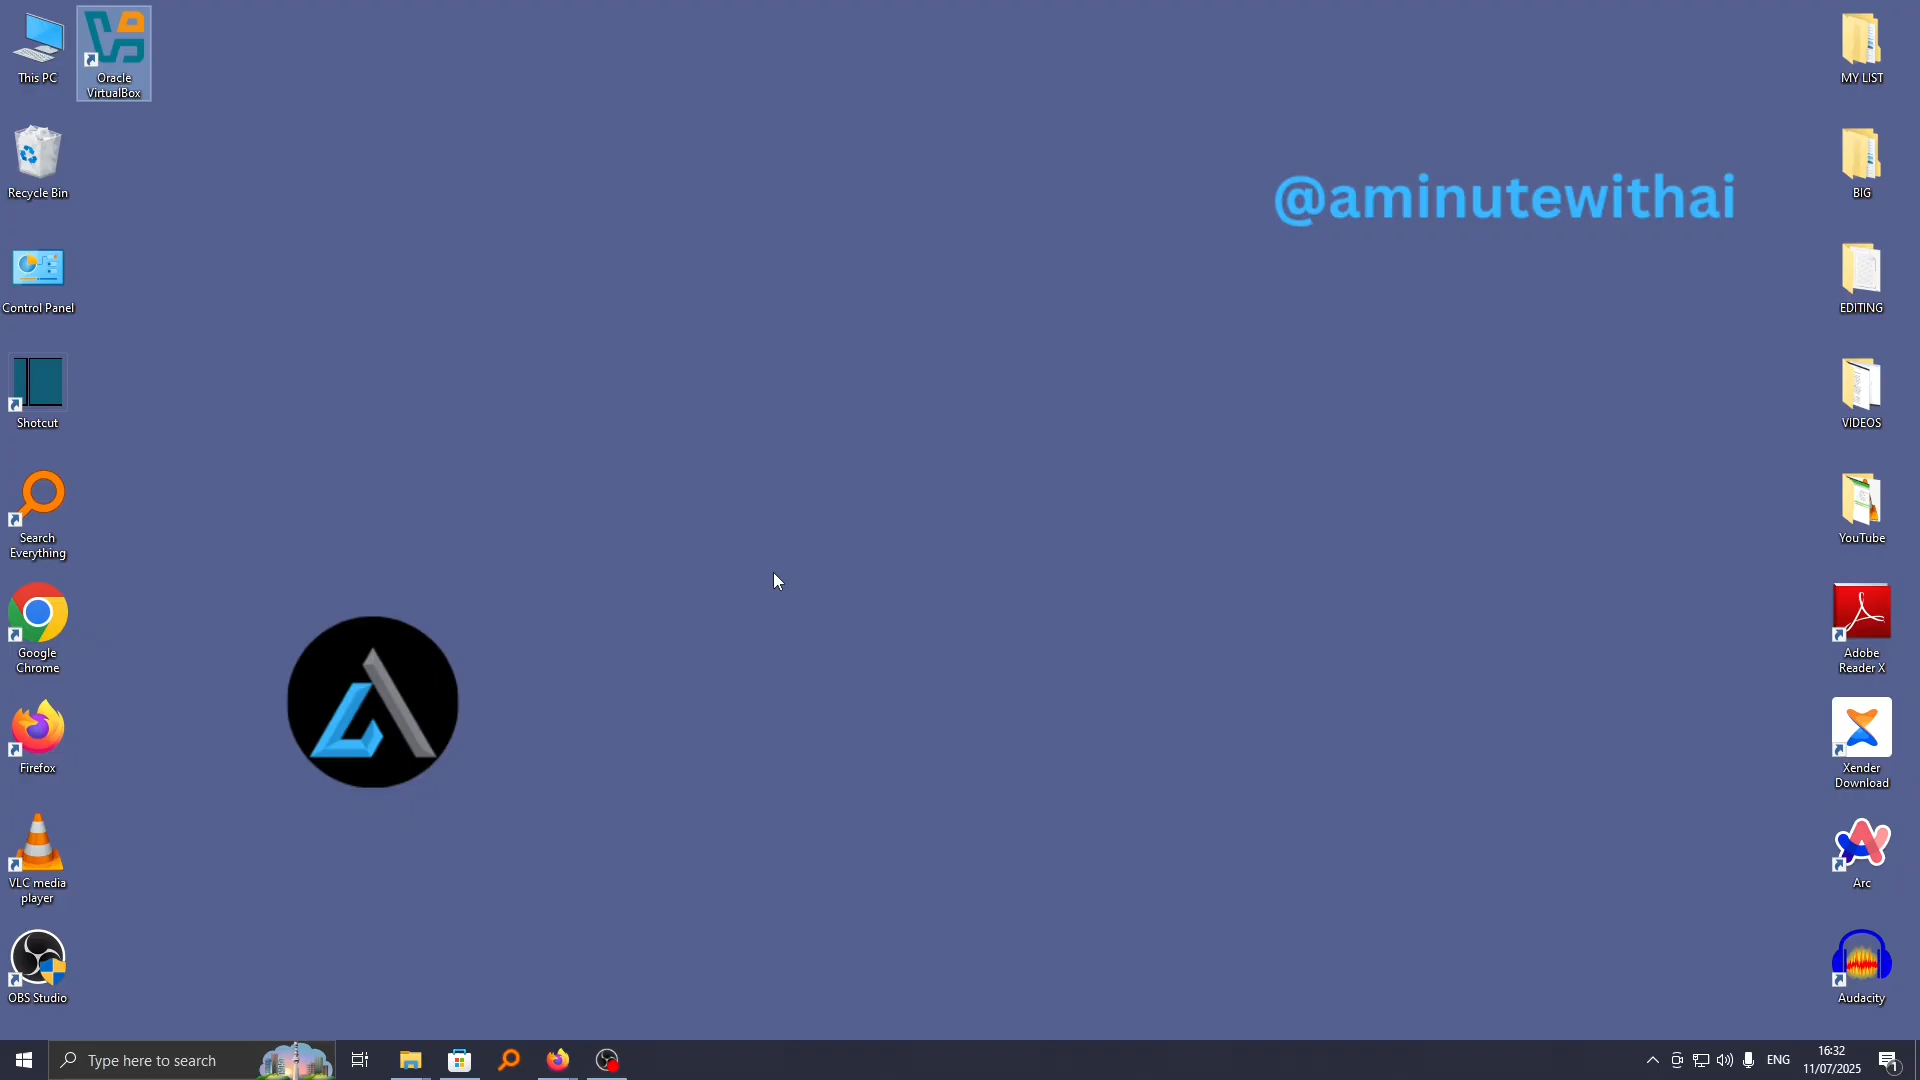 This PC
Oracle
VirtualBox
Recycle Bin
Control Panel
Shotcut
Search
Everything
Google
Chrome
Firefox
VLC media
player
OBS Studio
@aminutewithai
MY LIST
BIG
EDITING
VIDEOS
YouTube
Adobe
Reader X
Xender
Download
Arc
Audacity
Type here to search
ENG
16:32
11/07/2025
1